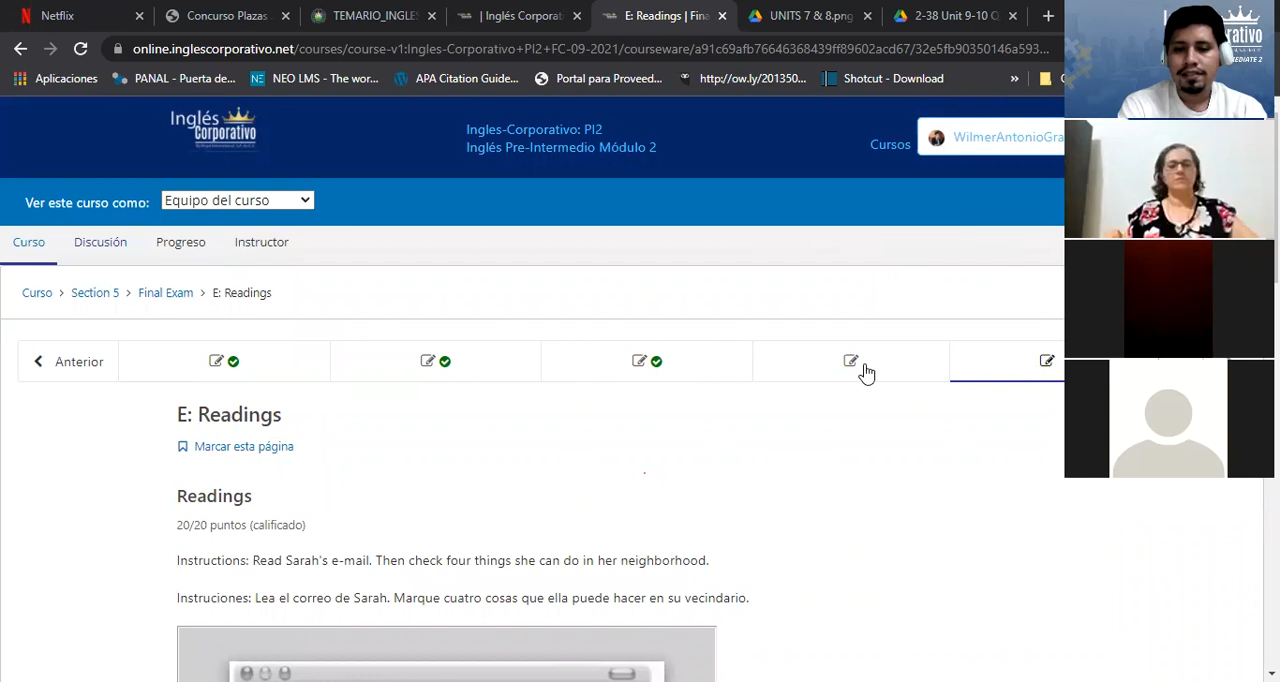 Netflix
Concurso Plazas
TEMARIO_INGLE
| Inglés Corporat
E: Readings | Fina
UNITS 7 & 8.png
2-38 Unit 9-10 Q
online.inglescorporativo.net/courses/course-v1:Ingles-Corporativo+PI2+FC-09-2021/courseware/a91c69afb76646368439ff89602acd67/32e5fb90350146a593...
Aplicaciones
PANAL - Puerta de...
NEO LMS - The wor...
APA Citation Gende...
Portal para Proveed...
http://ow.ly/201350...
Shotcut - Download
»
Inglés
Corporativo
Ingles-Corporativo: PI2
Inglés Pre-Intermedio Módulo 2
Cursos
WilmerAntonioGra
Ver este curso como:
Equipo del curso
Curso
Discusión
Progreso
Instructor
Curso > Section 5 > Final Exam > E: Readings
Anterior
E: Readings
Marcar esta página
Readings
20/20 puntos (calificado)
Instructions: Read Sarah's e-mail. Then check four things she can do in her neighborhood.
Instruciones: Lea el correo de Sarah. Marque cuatro cosas que ella puede hacer en su vecindario.